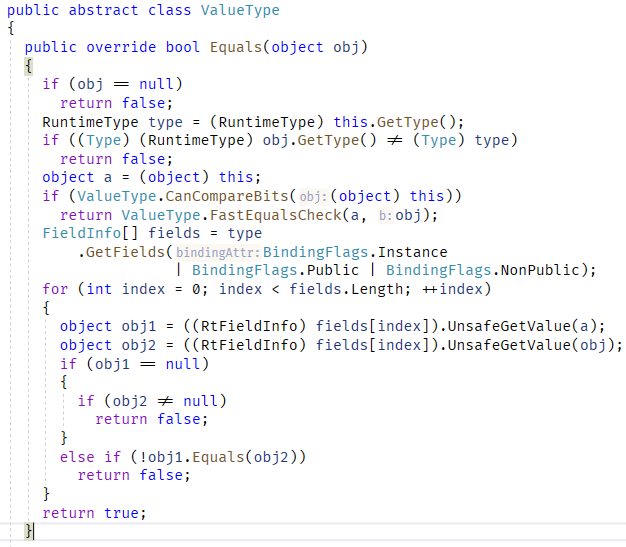 public abstract class ValueType
{
public override bool Equals(object obj)
{
if (obj == null)
return false;
RuntimeType type = (RuntimeType) this.GetType();
if ((Type) (RuntimeType) obj.GetType() ≠ (Type) type)
return false;
object a = (object) this;
if (ValueType.CanCompareBits( obj: (object) this))
return ValueType.FastEqualsCheck(a, b: obj);
FieldInfo[] fields = type
.GetFields( bindingAttr: BindingFlags.Instance
| BindingFlags.Public | BindingFlags.NonPublic);
for (int index = 0; index < fields.Length; ++index)
{
object obj1 = ((RtFieldInfo) fields[index]).UnsafeGetValue(a);
object obj2 = ((RtFieldInfo) fields[index]).UnsafeGetValue(obj);
if (obj1 == null)
{
if (obj2 ≠ null)
return false;
}
else if (!obj1.Equals(obj2))
return false;
}
return true;
}